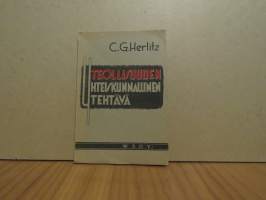 C.G.Herlitz
TEOLLISUUDEN
YHTEISKUNNALLINEN
TEHTÄVÄ
W.S.O.Y.